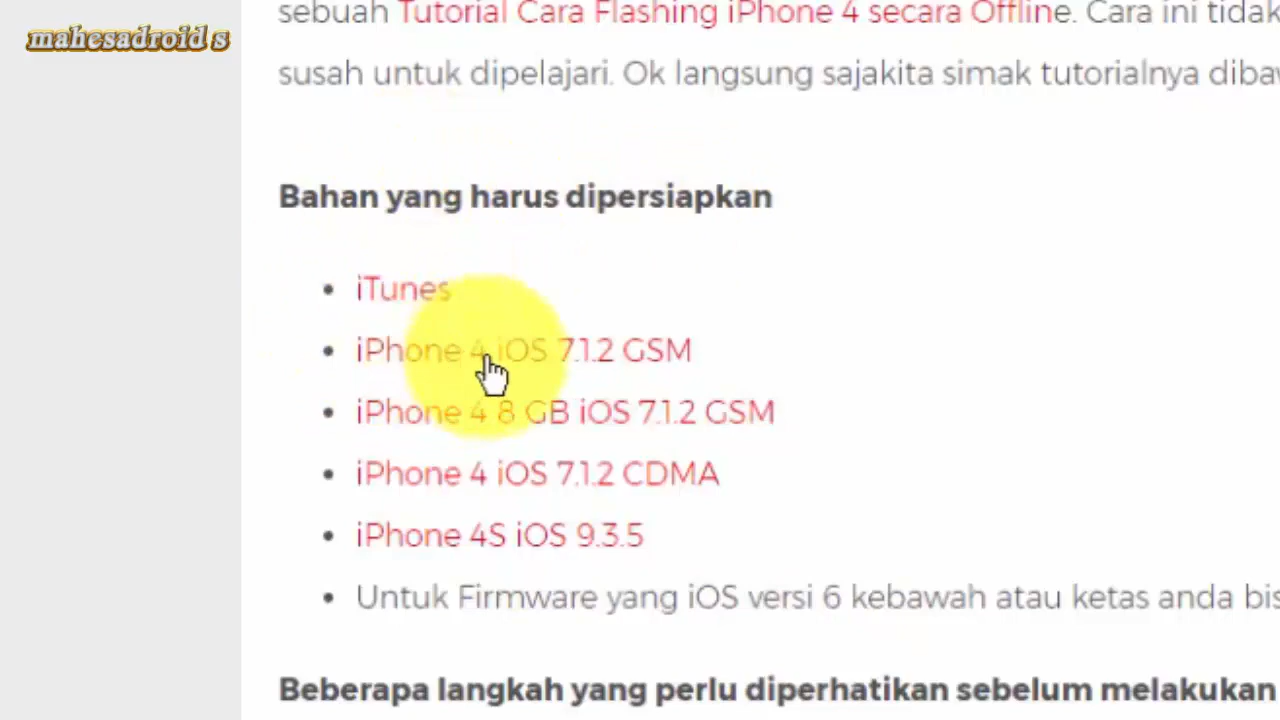 mahesadroid s
sebuah Tutorial Cara Flashing iPhone 4 secara Offline. Cara ini tidak
susah untuk dipelajari. Ok langsung sajakita simak tutorialnya dibaw
Bahan yang harus dipersiapkan
• iTunes
• iPhone 4 iOS 7.1.2 GSM
• iPhone 4 8 GB iOS 7.1.2 GSM
• iPhone 4 iOS 7.1.2 CDMA
• iPhone 4S iOS 9.3.5
• Untuk Firmware yang iOS versi 6 kebawah atau ketas anda bis
Beberapa langkah yang perlu diperhatikan sebelum melakukan